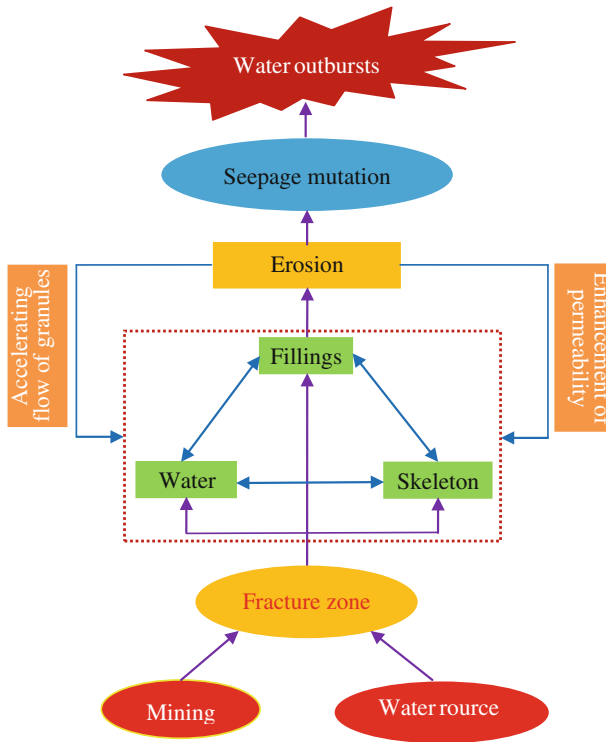 Water outbursts
Seepage mutation
Erosion
Accelerating
flow of granules
Enhancement of
permeability
Fillings
Water
Skeleton
Fracture zone
Mining
Water rource